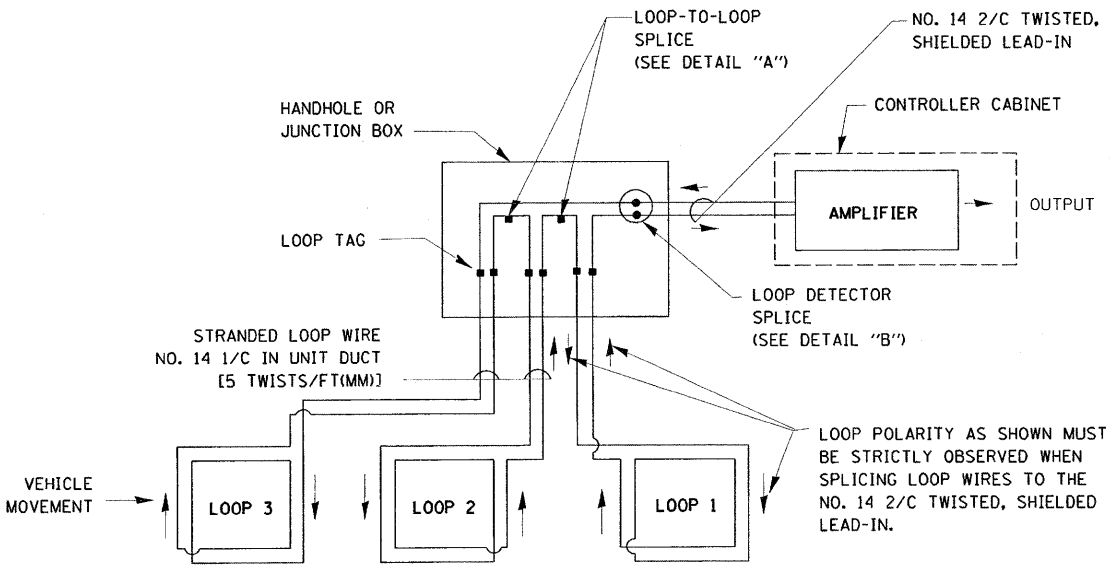 LOOP-TO-LOOP
SPLICE
(SEE DETAIL "A")
NO. 14 2/C TWISTED,
SHIELDED LEAD-IN
HANDHOLE OR
JUNCTION BOX
CONTROLLER CABINET
AMPLIFIER
OUTPUT
LOOP TAG
LOOP DETECTOR
SPLICE
(SEE DETAIL "B")
STRANDED LOOP WIRE
NO. 14 1/C IN UNIT DUCT
[5 TWISTS/FT(MM)]
LOOP POLARITY AS SHOWN MUST
BE STRICTLY OBSERVED WHEN
SPLICING LOOP WIRES TO THE
NO. 14 2/C TWISTED, SHIELDED
LEAD-IN.
VEHICLE
MOVEMENT
LOOP 3
LOOP 2
LOOP 1